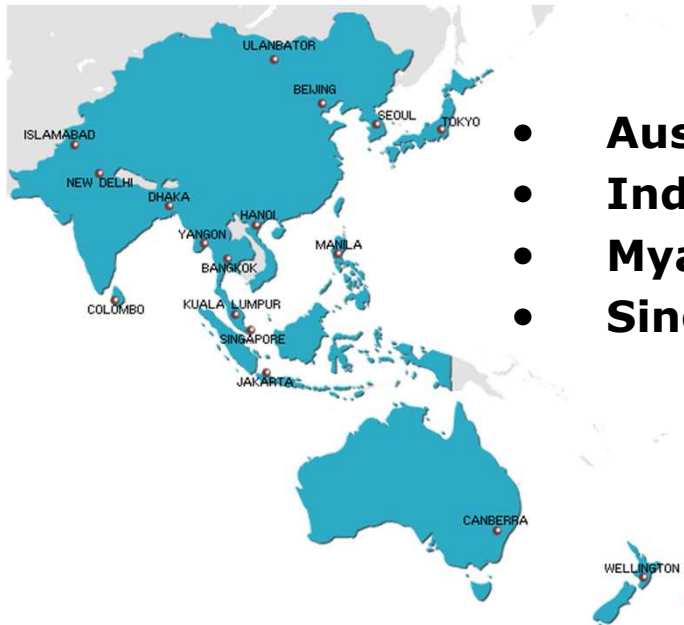 ULANBATOR
BEIJING
SEOUL
TOKYO
ISLAMABAD
NEW DELHI
DHAKA
HANOI
YANGON
MANILA
BANGKOK
COLOMBO
KUALA LUMPUR
SINGAPORE
JAKARTA
CANBERRA
WELLINGTON
• Aus
• Ind
• Mya
• Sing